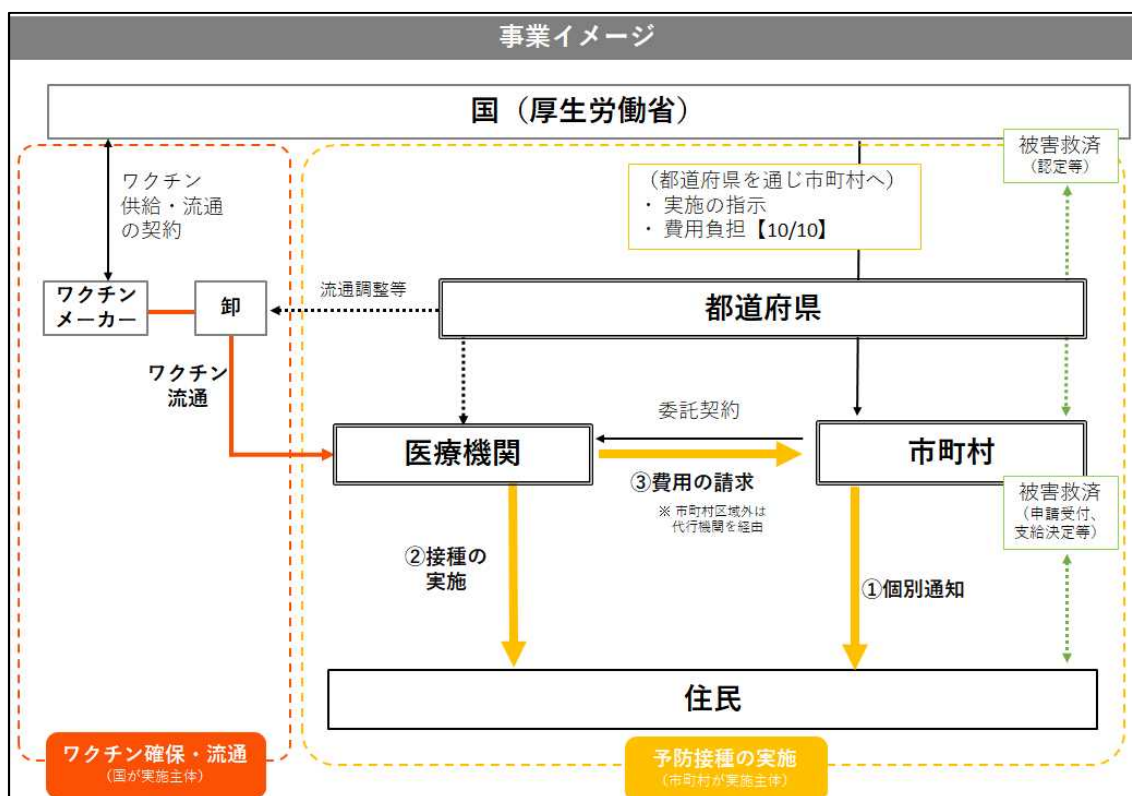 事業イメージ
国（厚生労働省）
被害救済
（認定等）
ワクチン
供給・流通
の契約
（都道府県を通じ市町村へ）
・ 実施の指示
・ 費用負担【10/10】
ワクチン
メーカー
卸
流通調整等
都道府県
ワクチン
流通
委託契約
医療機関
市町村
③費用の請求
※ 市町村区域外は
代行機関を経由
被害救済
（申請受付、
支給決定等）
②接種の
実施
①個別通知
住民
ワクチン確保・流通
（国が実施主体）
予防接種の実施
（市町村が実施主体）